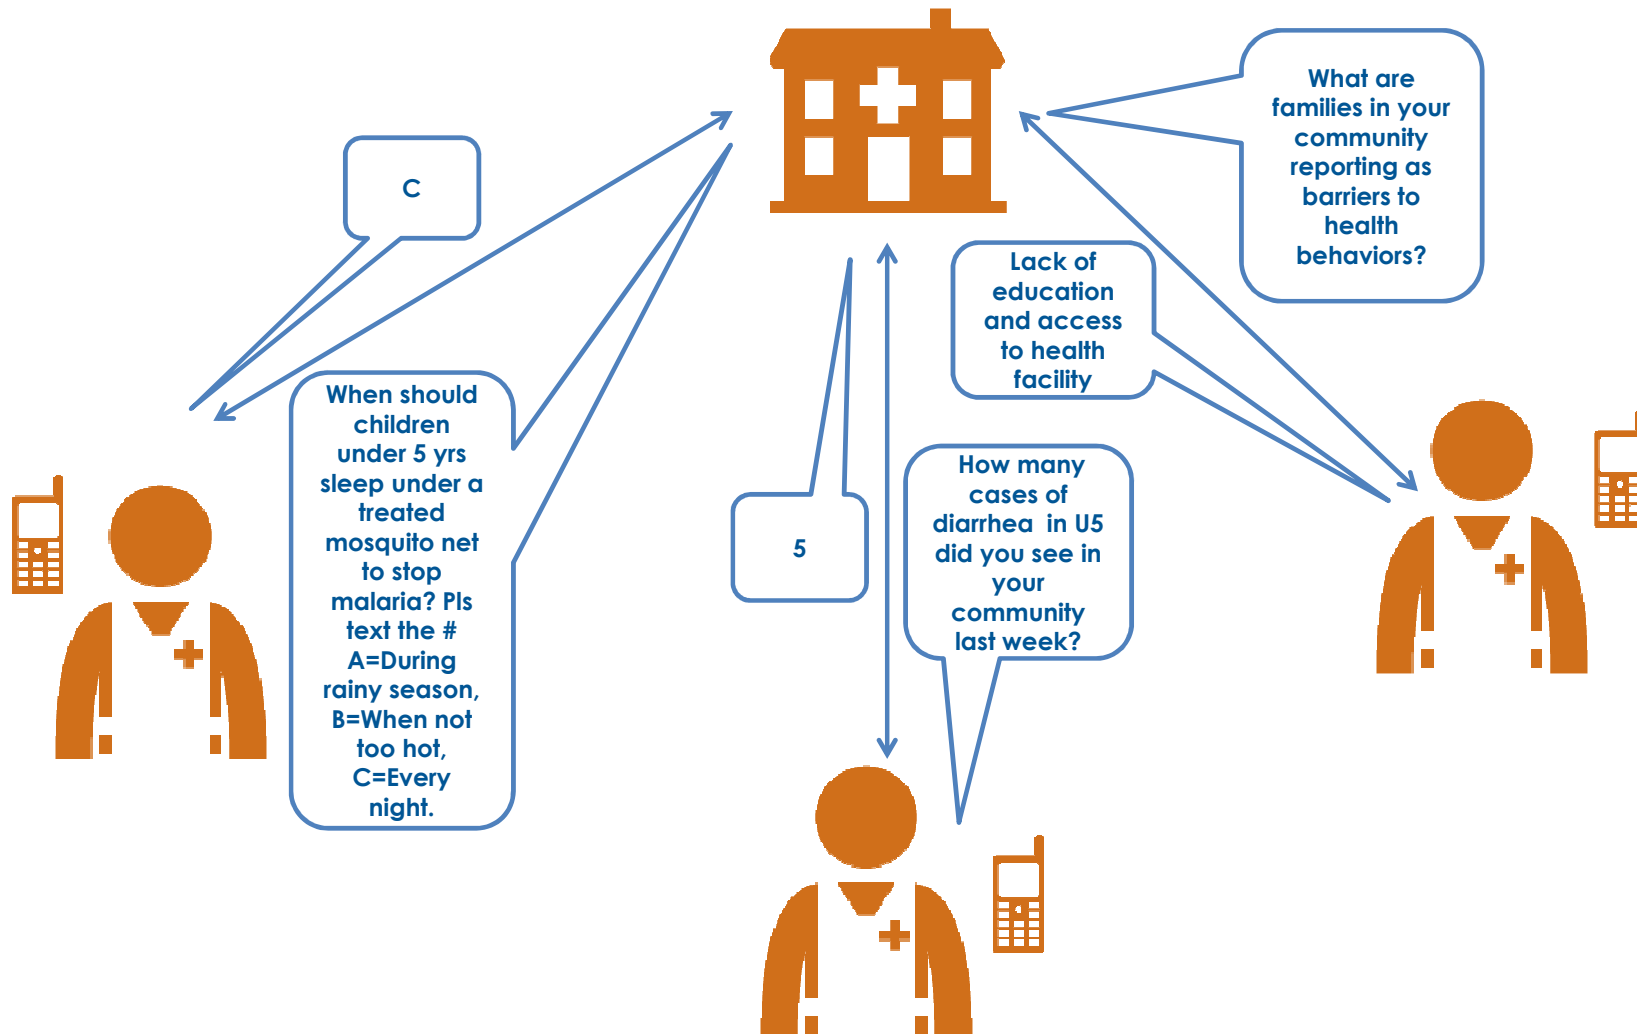 C
When should
children
under 5 yrs
sleep under a
treated
mosquito net
to stop
malaria? Pls
text the #
A=During
rainy season,
B=When not
too hot,
C=Every
night.
5
How many
cases of
diarrhea  in U5
did you see in
your
community
last week?
Lack of
education
and access
to health
facility
What are
families in your
community
reporting as
barriers to
health
behaviors?